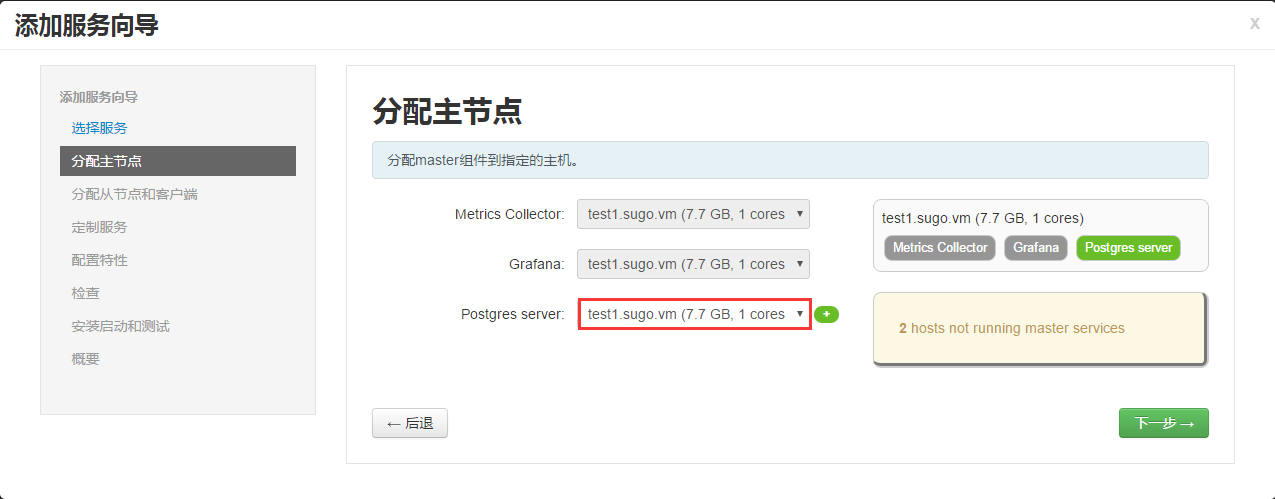 添加服务向导
x
添加服务向导
选择服务
分配主节点
分配从节点和客户端
定制服务
配置特性
检查
安装启动和测试
概要
分配主节点
分配master组件到指定的主机。
Metrics Collector: test1.sugo.vm (7.7 GB, 1 cores
Grafana: test1.sugo.vm (7.7 GB, 1 cores
Postgres server: test1.sugo.vm (7.7 GB, 1 cores +
test1.sugo.vm (7.7 GB, 1 cores)
Metrics Collector Grafana Postgres server
2 hosts not running master services
← 后退
下一步 →